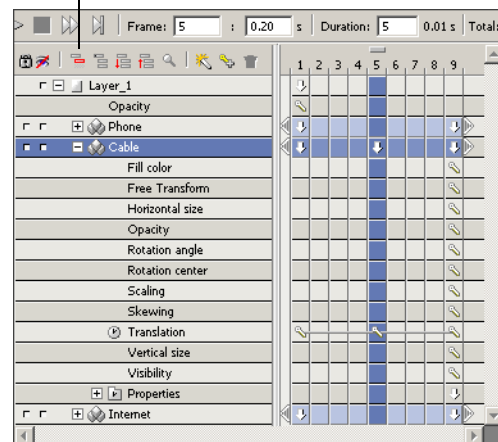 Frame: 5 : 0.20 s Duration: 5 0.01 s Total:
1 2 3 4 5 6 7 8 9
Layer_1
Opacity
Phone
Cable
Fill color
Free Transform
Horizontal size
Opacity
Rotation angle
Rotation center
Scaling
Skewing
Translation
Vertical size
Visibility
Properties
Internet